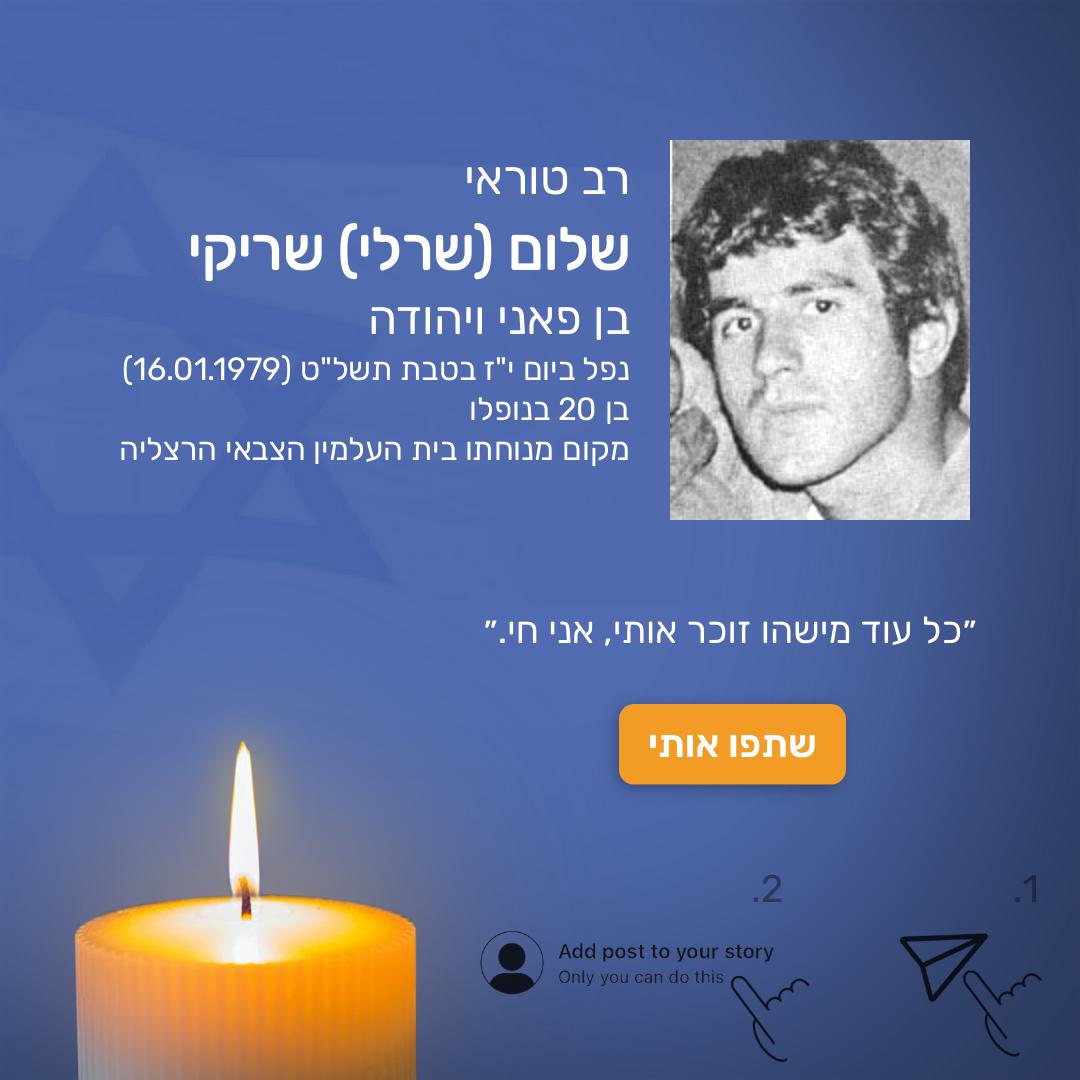 רב טוראי
שלום (שרלי) שריקי
בן פאני ויהודה
נפל ביום י"ז בטבת תשל"ט (16.01.1979)
בן 20 בנופלו
מקום מנוחתו בית העלמין הצבאי הרצליה
״כל עוד מישהו זוכר אותי, אני חי.״
שתפו אותי
1.
2.
Add post to your story
Only you can do this